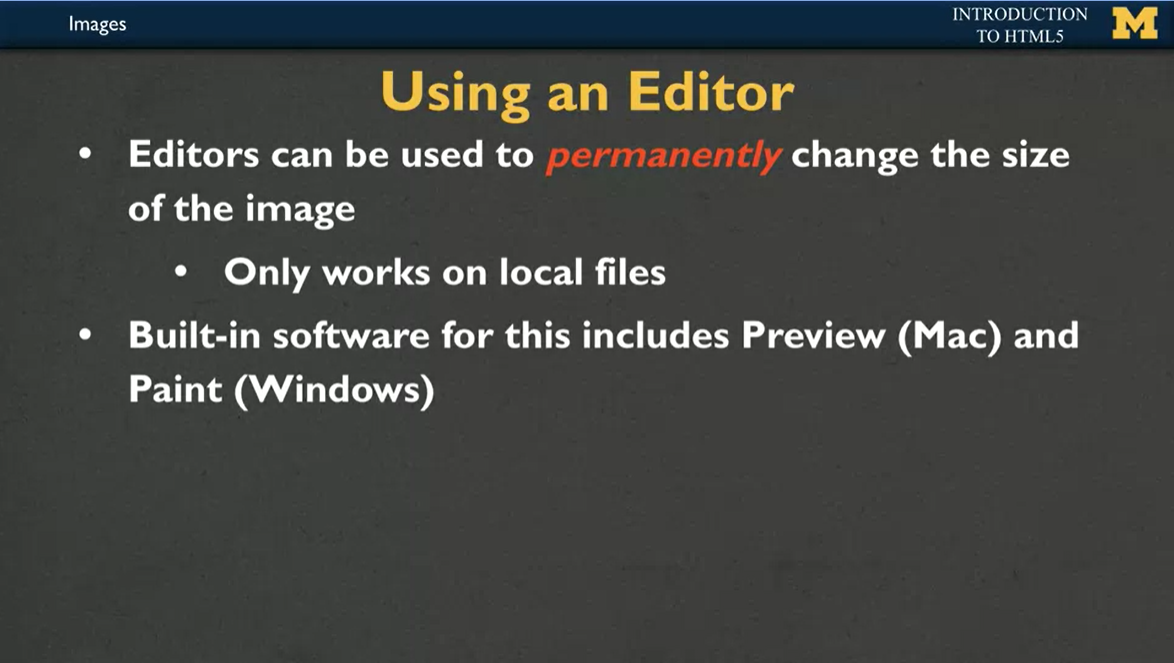 Images
INTRODUCTION
TO HTML5
M
Using an Editor
• Editors can be used to permanently change the size
of the image
• Only works on local files
• Built-in software for this includes Preview (Mac) and
Paint (Windows)